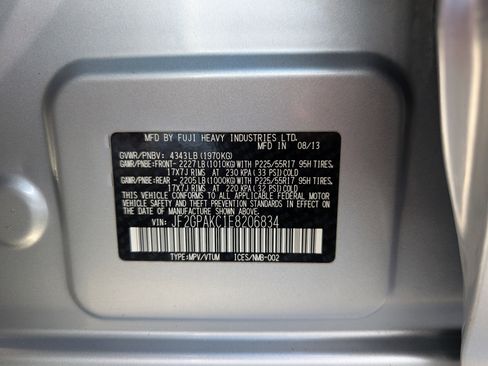 MFD BY FUJI HEAVY INDUSTRIES LTD.
MFD IN 08/13
GVWR/PNBV: 4343LB(1970KG)
GAWR/PNBE:FRONT- 2227LB(1010KG)WITH P225/55R17 95H TIRES,
17X7J RIMS AT 230 KPA(33 PSI)COLD
GAWR/PNBE:REAR - 2205LB(1000KG)WITH P225/55R17 95H TIRES,
17X7J RIMS AT 220 KPA(32 PSI)COLD
THIS VEHICLE CONFORMS TO ALL APPLICABLE FEDERAL MOTOR
VEHICLE SAFETY AND THEFT PREVENTION STANDARDS IN EFFECT
ON THE DATE OF MANUFACTURE SHOWN ABOVE.
VIN: JF2GPAKC1E8206834
TYPE:MPV/VTUM ICES/NMB-002